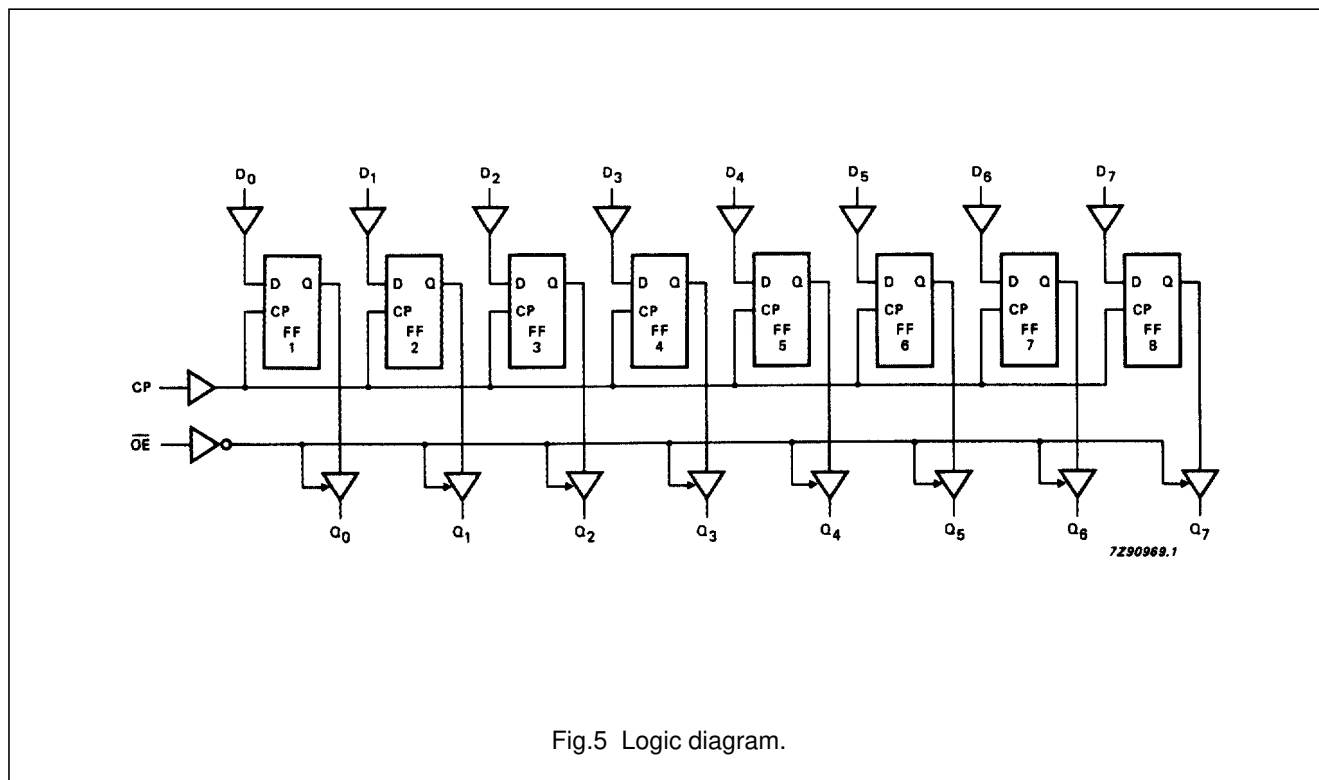 D0 D1 D2 D3 D4 D5 D6 D7
D Q D Q D Q D Q D Q D Q D Q D Q
CP CP CP CP CP CP CP CP
FF FF FF FF FF FF FF FF
1 2 3 4 5 6 7 8
CP
O̅E̅
Q0 Q1 Q2 Q3 Q4 Q5 Q6 Q7
7Z90969.1
Fig.5 Logic diagram.